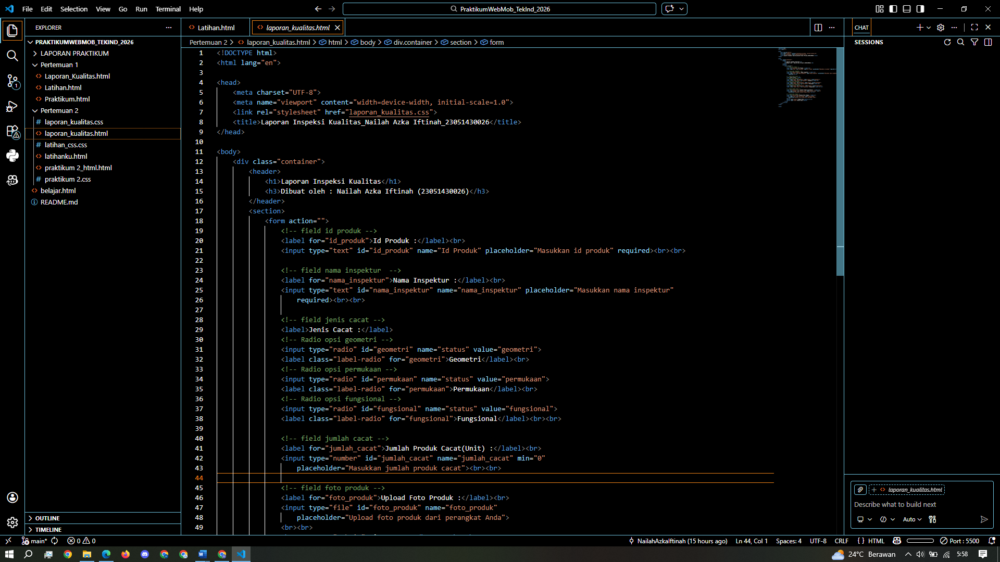 File Edit Selection View Go Run Terminal Help
PraktikumWebMob_TekInd_2026
EXPLORER
PRAKTIKUMWEBMOB_TEKIND_2026
LAPORAN PRAKTIKUM
Pertemuan 1
Laporan_Kualitas.html
Latihan.html
Praktikum.html
Pertemuan 2
laporan_kualitas.css
laporan_kualitas.html
latihan_css.css
latihanku.html
praktikum 2_html.html
praktikum 2.css
belajar.html
README.md
OUTLINE
TIMELINE
1
Latihan.html
laporan_kualitas.html
Pertemuan 2 > laporan_kualitas.html > html > body > div.container > section > form
1 <!DOCTYPE html>
2 <html lang="en">
3
4 <head>
5 <meta charset="UTF-8">
6 <meta name="viewport" content="width=device-width, initial-scale=1.0">
7 <link rel="stylesheet" href="laporan_kualitas.css">
8 <title>Laporan Inspeksi Kualitas_Nailah Azka Iftinah_23051430026</title>
9 </head>
10
11 <body>
12 <div class="container">
13 <header>
14 <h1>Laporan Inspeksi Kualitas</h1>
15 <h3>Dibuat oleh : Nailah Azka Iftinah (23051430026)</h3>
16 </header>
17 <section>
18 <form action="">
19 <!-- field id produk -->
20 <label for="id_produk">Id Produk :</label><br>
21 <input type="text" id="id_produk" name="Id Produk" placeholder="Masukkan id produk" required><br><br>
22
23 <!-- field nama inspektur  -->
24 <label for="nama_inspektur">Nama Inspektur :</label><br>
25 <input type="text" id="nama_inspektur" name="nama_inspektur" placeholder="Masukkan nama inspektur"
26 required><br><br>
27
28 <!-- field jenis cacat -->
29 <label>Jenis Cacat :</label>
30 <!-- Radio opsi geometri -->
31 <input type="radio" id="geometri" name="status" value="geometri">
32 <label class="label-radio" for="geometri">Geometri</label><br>
33 <!-- Radio opsi permukaan -->
34 <input type="radio" id="permukaan" name="status" value="permukaan">
35 <label class="label-radio" for="permukaan">Permukaan</label><br>
36 <!-- Radio opsi fungsional -->
37 <input type="radio" id="fungsional" name="status" value="fungsional">
38 <label class="label-radio" for="fungsional">Fungsional</label><br><br>
39
40 <!-- field jumlah cacat -->
41 <label for="jumlah_cacat">Jumlah Produk Cacat(Unit) :</label><br>
42 <input type="number" id="jumlah_cacat" name="jumlah_cacat" min="0"
43 placeholder="Masukkan jumlah produk cacat"><br><br>
44
45 <!-- field foto produk -->
46 <label for="foto_produk">Upload Foto Produk :</label><br>
47 <input type="file" id="foto_produk" name="foto_produk"
48 placeholder="Upload foto produk dari perangkat Anda">
49 <br><br>
CHAT
SESSIONS
laporan_kualitas.html
Describe what to build next
Auto
main* 0 0
NailahAzkaIftinah (15 hours ago) Ln 44, Col 1 Spaces: 4 UTF-8 CRLF HTML Port : 5500
24°C Berawan 5:58